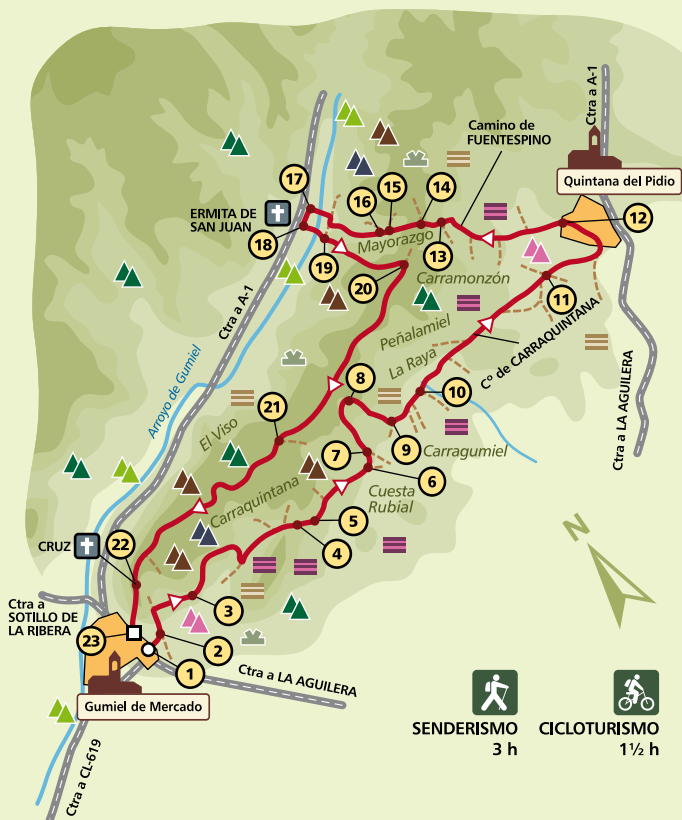 Ctra a A-1
Camino de
FUENTESPINO
Quintana del Pidio
17
15
14
16
12
ERMITA DE
SAN JUAN
18
Mayorazgo
13
19
20
Carramonzón
11
Ctra a A-1
Peñalamiel
La Raya
Cº de CARRAQUINTANA
Arroyo de Gumiel
8
10
Ctra a LA AGUILERA
21
El Viso
9
Carragumiel
7
6
Carraquintana
Cuesta
Rubial
5
4
N
CRUZ
22
3
Ctra a
SOTILLO DE
LA RIBERA
23
2
1
Ctra a LA AGUILERA
Gumiel de Mercado
Ctra a CL-619
SENDERISMO
3 h
CICLOTURISMO
1½ h